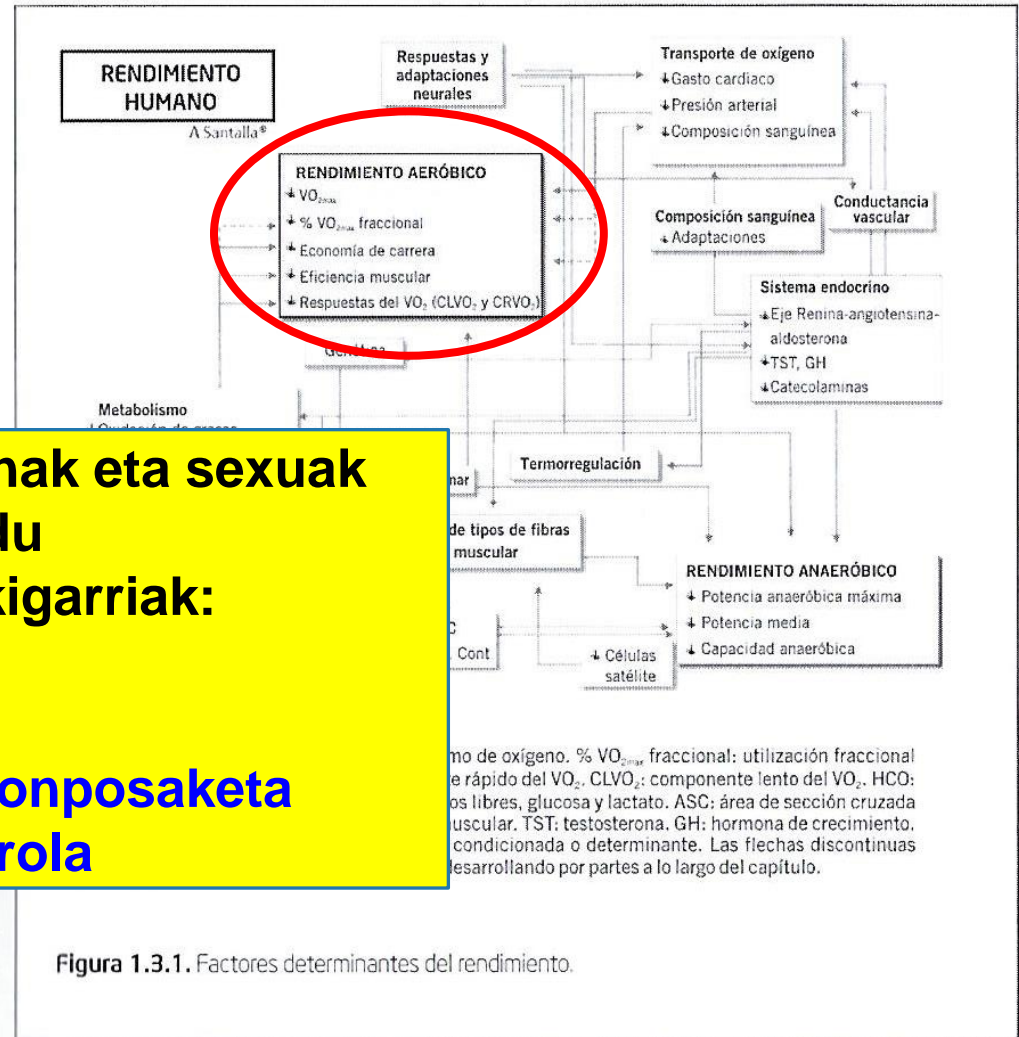 RENDIMIENTO
HUMANO
A Santalla®
Respuestas y
adaptaciones
neurales
Transporte de oxígeno
↓Gasto cardiaco
↓Presión arterial
↓Composición sanguínea
RENDIMIENTO AERÓBICO
↓ VO₂max
↓ % VO₂max fraccional
↓ Economía de carrera
↓ Eficiencia muscular
↓ Respuestas del VO₂ (CLVO₂ y CRVO₂)
Composición sanguínea
↓ Adaptaciones
Conductancia
vascular
Sistema endocrino
↓Eje Renina-angiotensina-
aldosterona
↓TST, GH
↓Catecolaminas
Metabolismo
nak eta sexuak
du
kigarriak:
onposaketa
rola
mar
Termorregulación
de tipos de fibras
muscular
RENDIMIENTO ANAERÓBICO
↓ Potencia anaeróbica máxima
↓ Potencia media
↓ Capacidad anaeróbica
C
Cont
↓ Células
satélite
mo de oxígeno. % VO₂max fraccional: utilización fraccional
e rápido del VO₂. CLVO₂: componente lento del VO₂. HCO:
os libres, glucosa y lactato. ASC: área de sección cruzada
uscular. TST: testosterona. GH: hormona de crecimiento.
condicionada o determinante. Las flechas discontinuas
esarrollando por partes a lo largo del capítulo.
Figura 1.3.1. Factores determinantes del rendimiento.